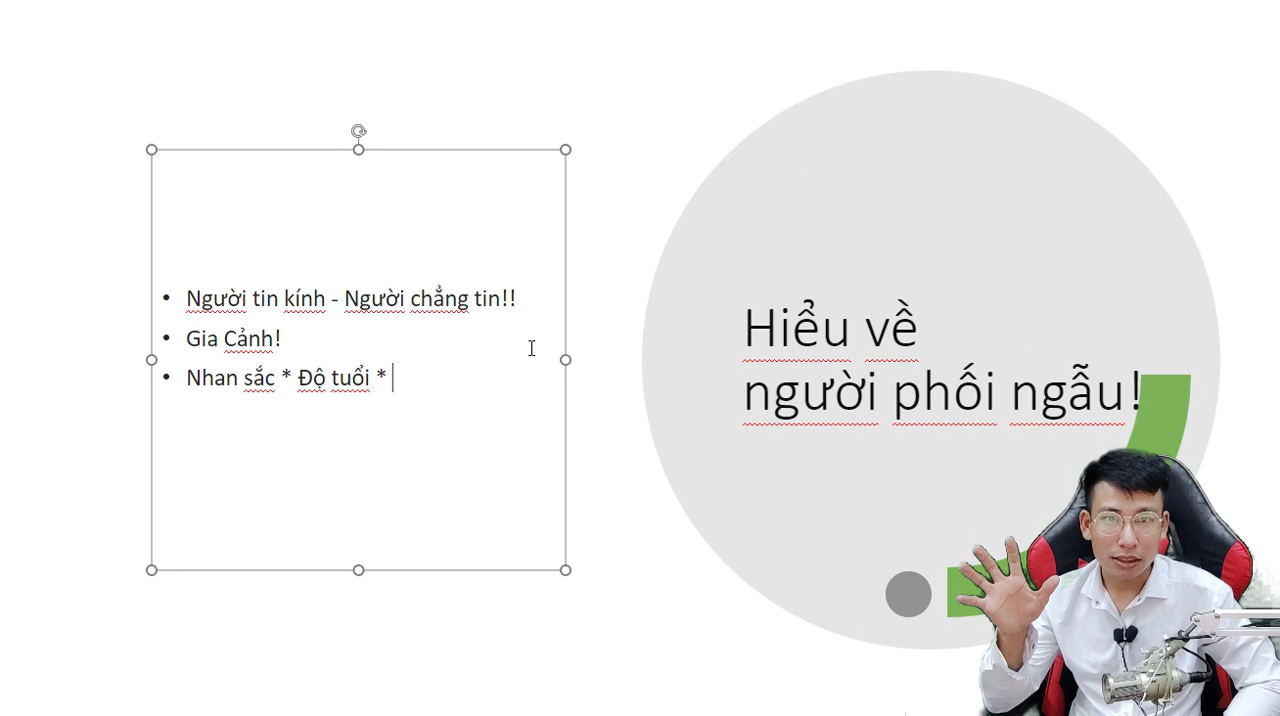 • Người tin kính - Người chẳng tin!!
• Gia Cảnh!
• Nhan sắc * Độ tuổi *
Hiểu về
người phối ngẫu!